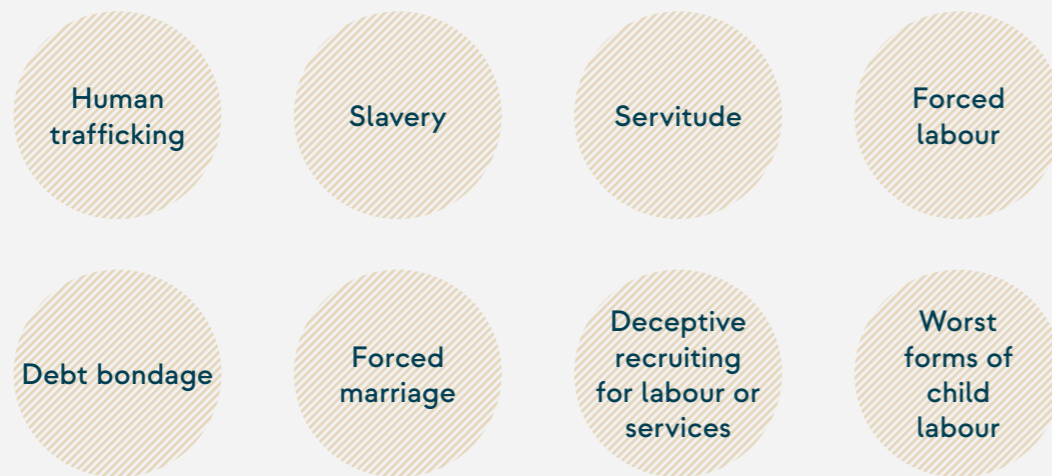 Human
trafficking
Slavery
Servitude
Forced
labour
Debt bondage
Forced
marriage
Deceptive
recruiting
for labour or
services
Worst
forms of
child
labour